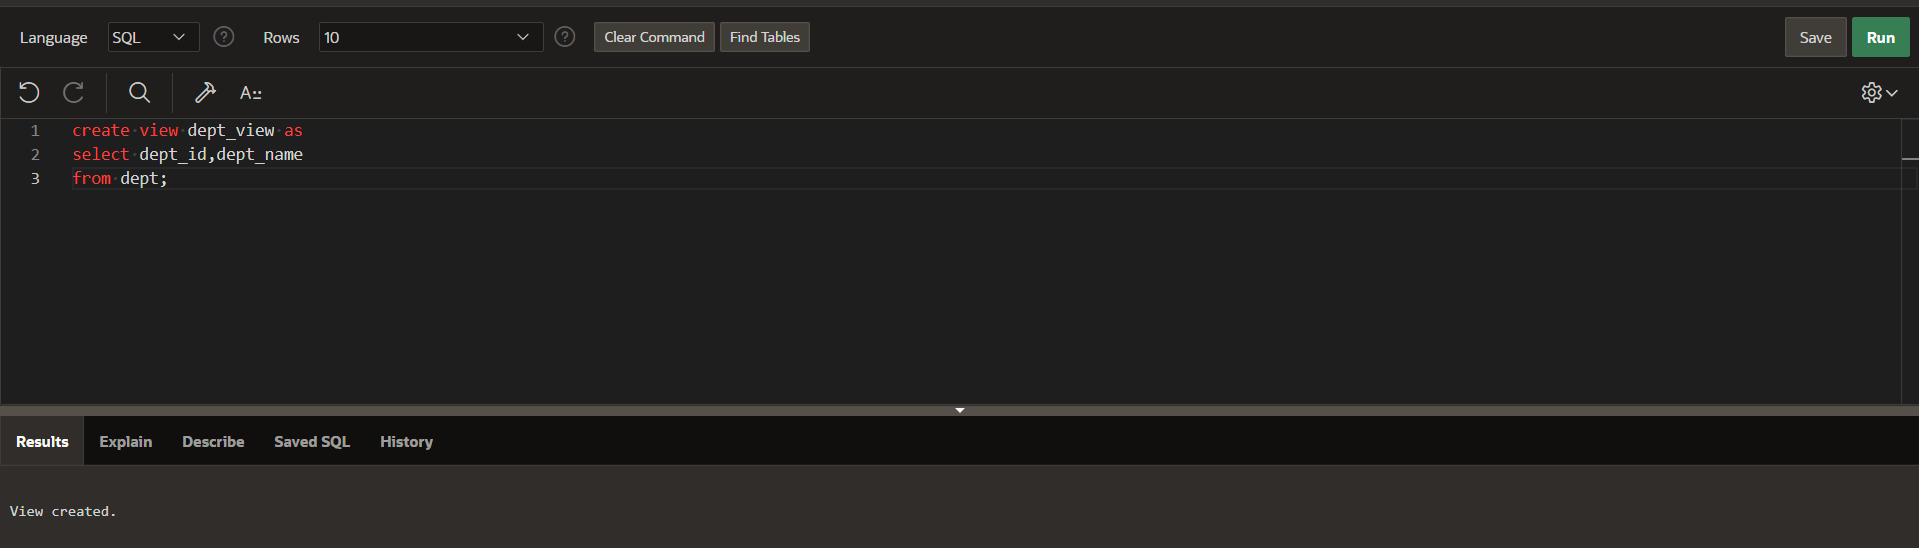 Language SQL Rows 10 Clear Command Find Tables Save Run
A::
1 create view dept_view as
2 select dept_id,dept_name
3 from dept;
Results Explain Describe Saved SQL History
View created.